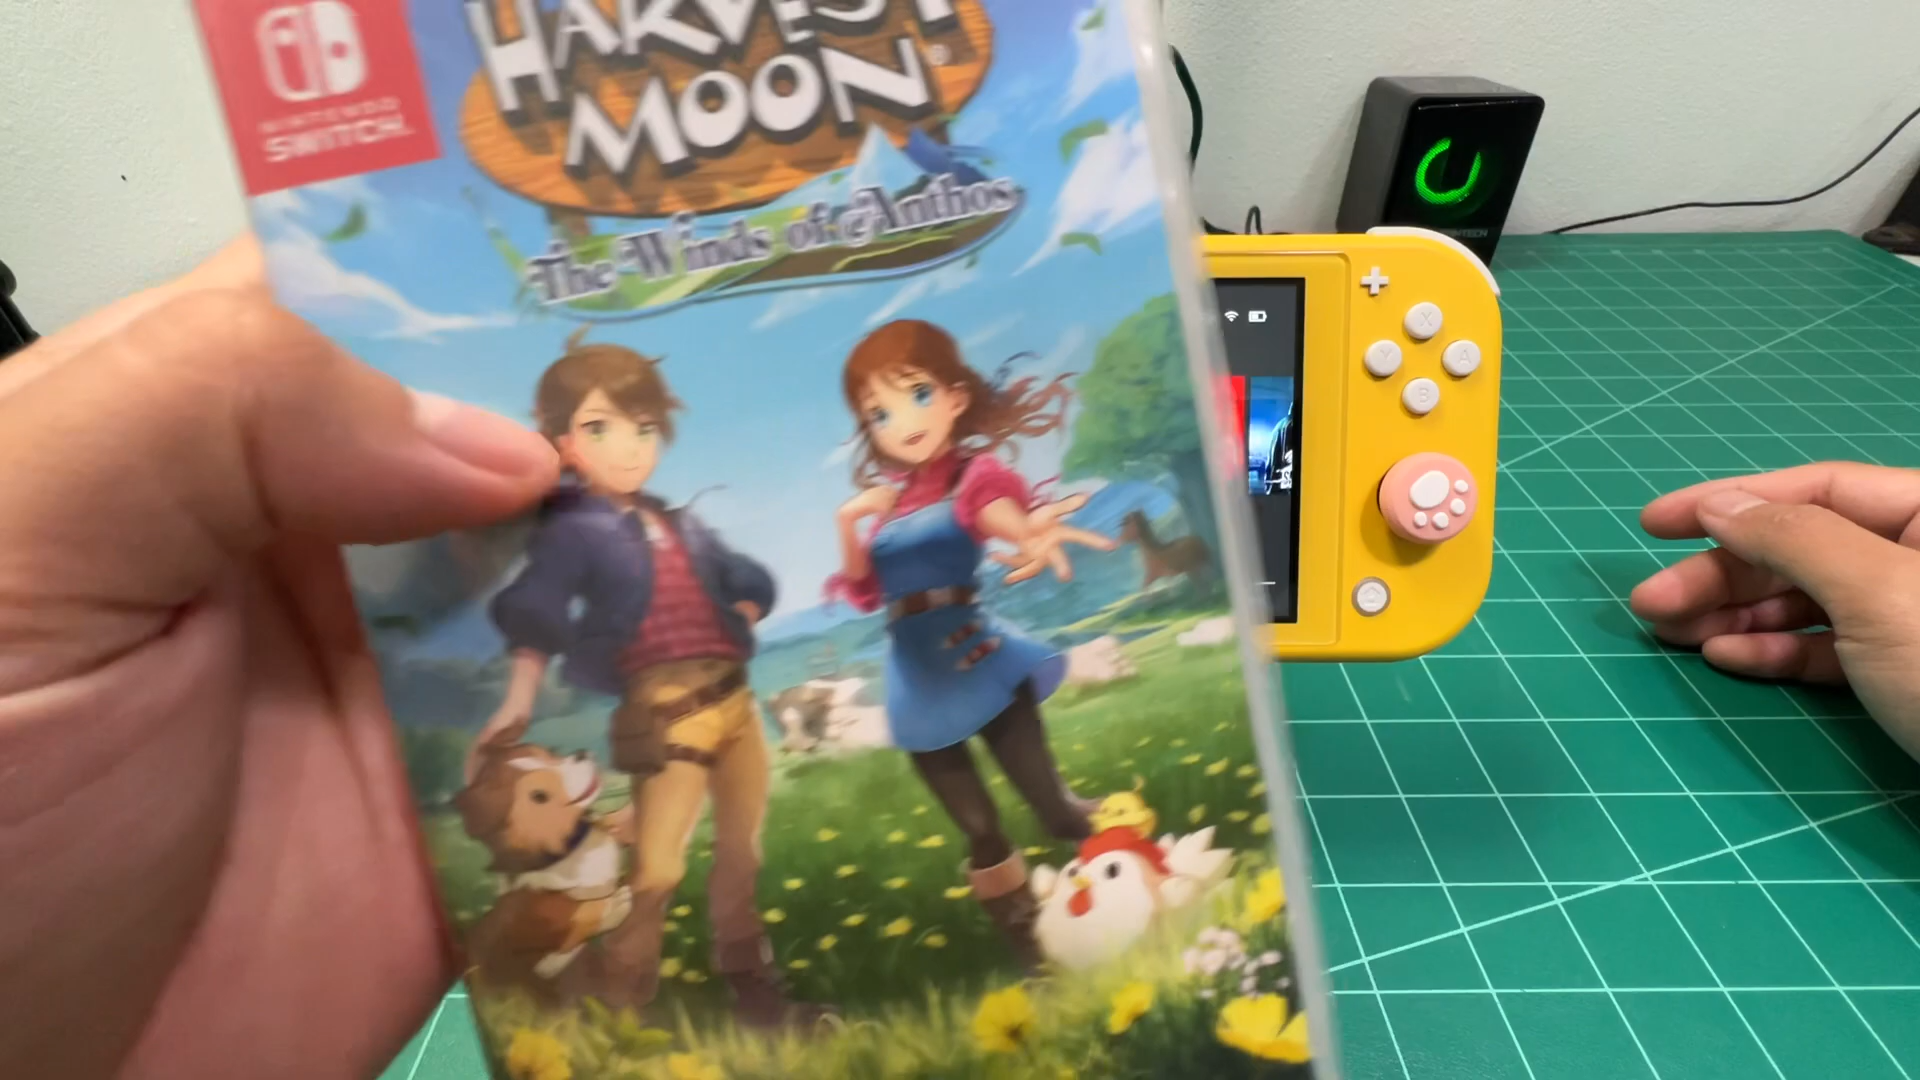 NINTENDO
SWITCH
HARVEST
MOON®
The Winds of Anthos
X
Y
A
B